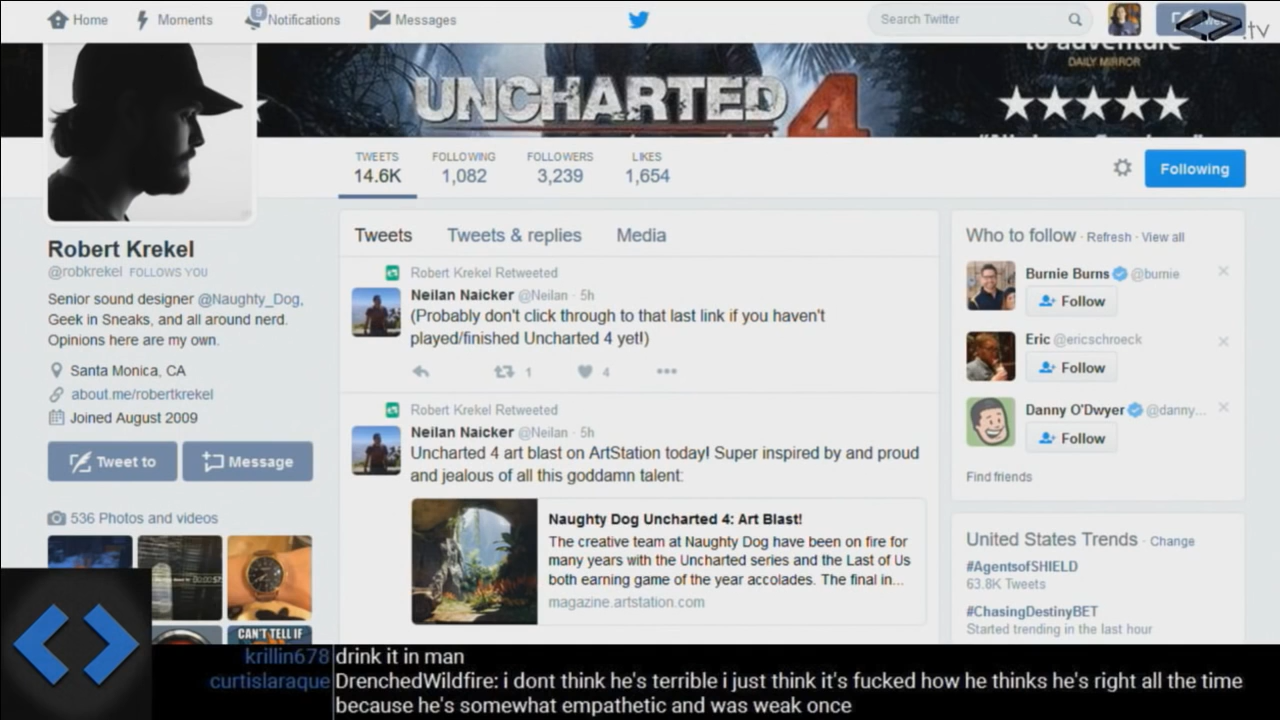 Home
Moments
9
Notifications
Messages
Search Twitter
.tv
to adventure
DAILY MIRROR
UNCHARTED 4
TWEETS
14.6K
FOLLOWING
1,082
FOLLOWERS
3,239
LIKES
1,654
Following
Robert Krekel
@robkrekel FOLLOWS YOU
Senior sound designer @Naughty_Dog,
Geek in Sneaks, and all around nerd.
Opinions here are my own.
Santa Monica, CA
about.me/robertkrekel
Joined August 2009
Tweet to
Message
536 Photos and videos
CAN'T TELL IF
Tweets
Tweets & replies
Media
Robert Krekel Retweeted
Neilan Naicker @Neilan · 5h
(Probably don't click through to that last link if you haven't
played/finished Uncharted 4 yet!)
1
4
Robert Krekel Retweeted
Neilan Naicker @Neilan · 5h
Uncharted 4 art blast on ArtStation today! Super inspired by and proud
and jealous of all this goddamn talent:
Naughty Dog Uncharted 4: Art Blast!
The creative team at Naughty Dog have been on fire for
many years with the Uncharted series and the Last of Us
both earning game of the year accolades. The final in...
magazine.artstation.com
Who to follow · Refresh · View all
Burnie Burns @burnie
Follow
Eric @ericschroeck
Follow
Danny O'Dwyer @danny...
Follow
Find friends
United States Trends · Change
#AgentsofSHIELD
63.8K Tweets
#ChasingDestinyBET
Started trending in the last hour
krillin678 drink it in man
curtislaraque DrenchedWildfire: i dont think he's terrible i just think it's fucked how he thinks he's right all the time
because he's somewhat empathetic and was weak once